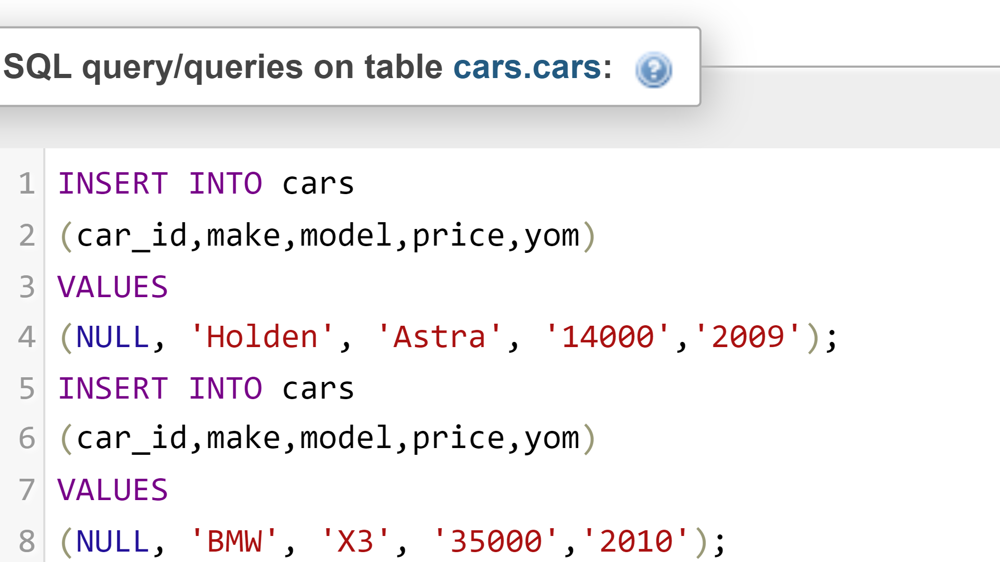 SQL query/queries on table cars.cars:
1 INSERT INTO cars
2 (car_id,make,model,price,yom)
3 VALUES
4 (NULL, 'Holden', 'Astra', '14000','2009');
5 INSERT INTO cars
6 (car_id,make,model,price,yom)
7 VALUES
8 (NULL, 'BMW', 'X3', '35000','2010');